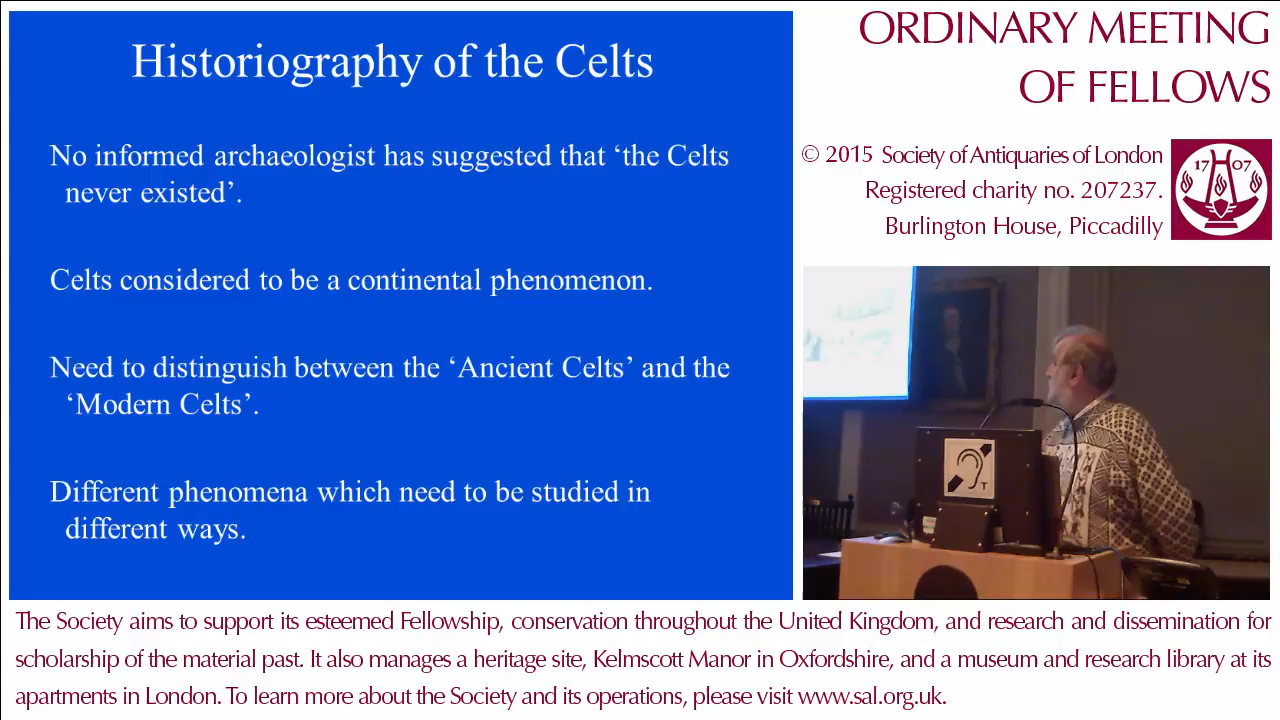 Historiography of the Celts
No informed archaeologist has suggested that ‘the Celts
never existed’.
Celts considered to be a continental phenomenon.
Need to distinguish between the ‘Ancient Celts’ and the
‘Modern Celts’.
Different phenomena which need to be studied in
different ways.
ORDINARY MEETING
OF FELLOWS
© 2015 Society of Antiquaries of London
Registered charity no. 207237.
Burlington House, Piccadilly
17 07
T
The Society aims to support its esteemed Fellowship, conservation throughout the United Kingdom, and research and dissemination for
scholarship of the material past. It also manages a heritage site, Kelmscott Manor in Oxfordshire, and a museum and research library at its
apartments in London. To learn more about the Society and its operations, please visit www.sal.org.uk.